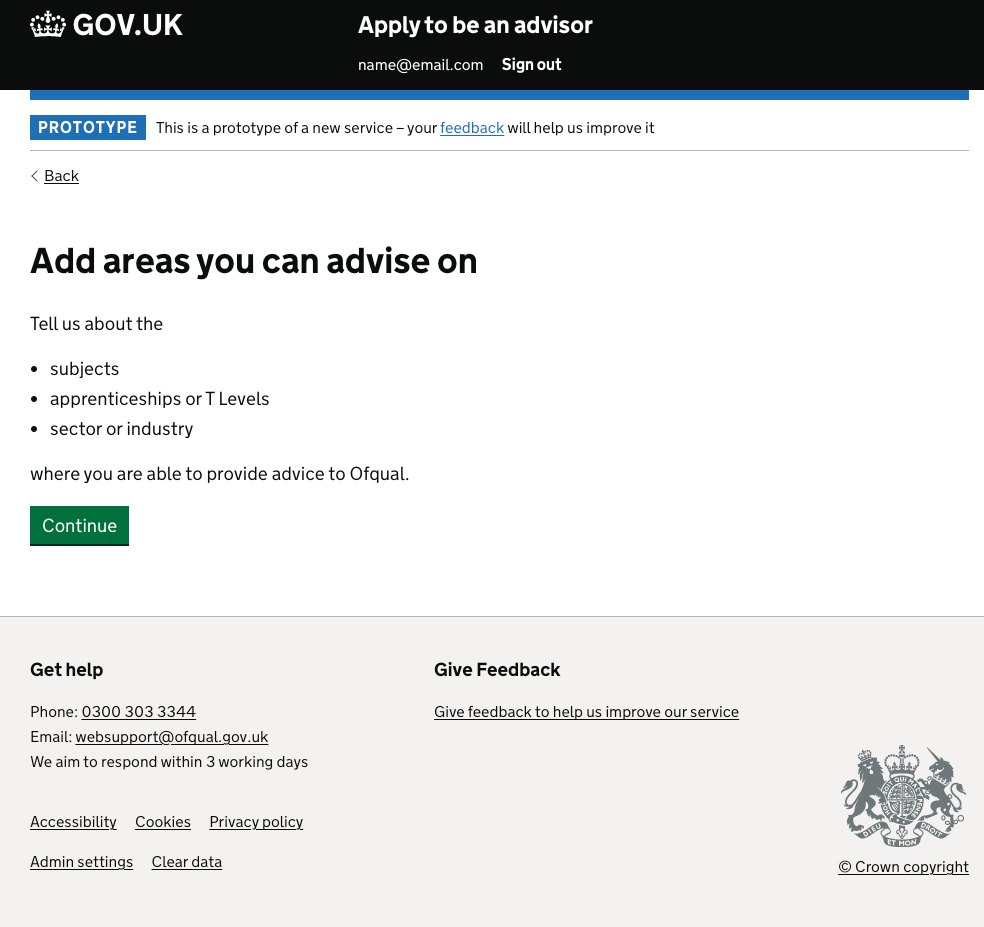 GOV.UK
Apply to be an advisor
name@email.com Sign out
PROTOTYPE This is a prototype of a new service – your feedback will help us improve it
Back
Add areas you can advise on
Tell us about the
• subjects
• apprenticeships or T Levels
• sector or industry
where you are able to provide advice to Ofqual.
Continue
Get help
Phone: 0300 303 3344
Email: websupport@ofqual.gov.uk
We aim to respond within 3 working days
Give Feedback
Give feedback to help us improve our service
Accessibility Cookies Privacy policy
Admin settings Clear data
DIEU ET MON DROIT
© Crown copyright